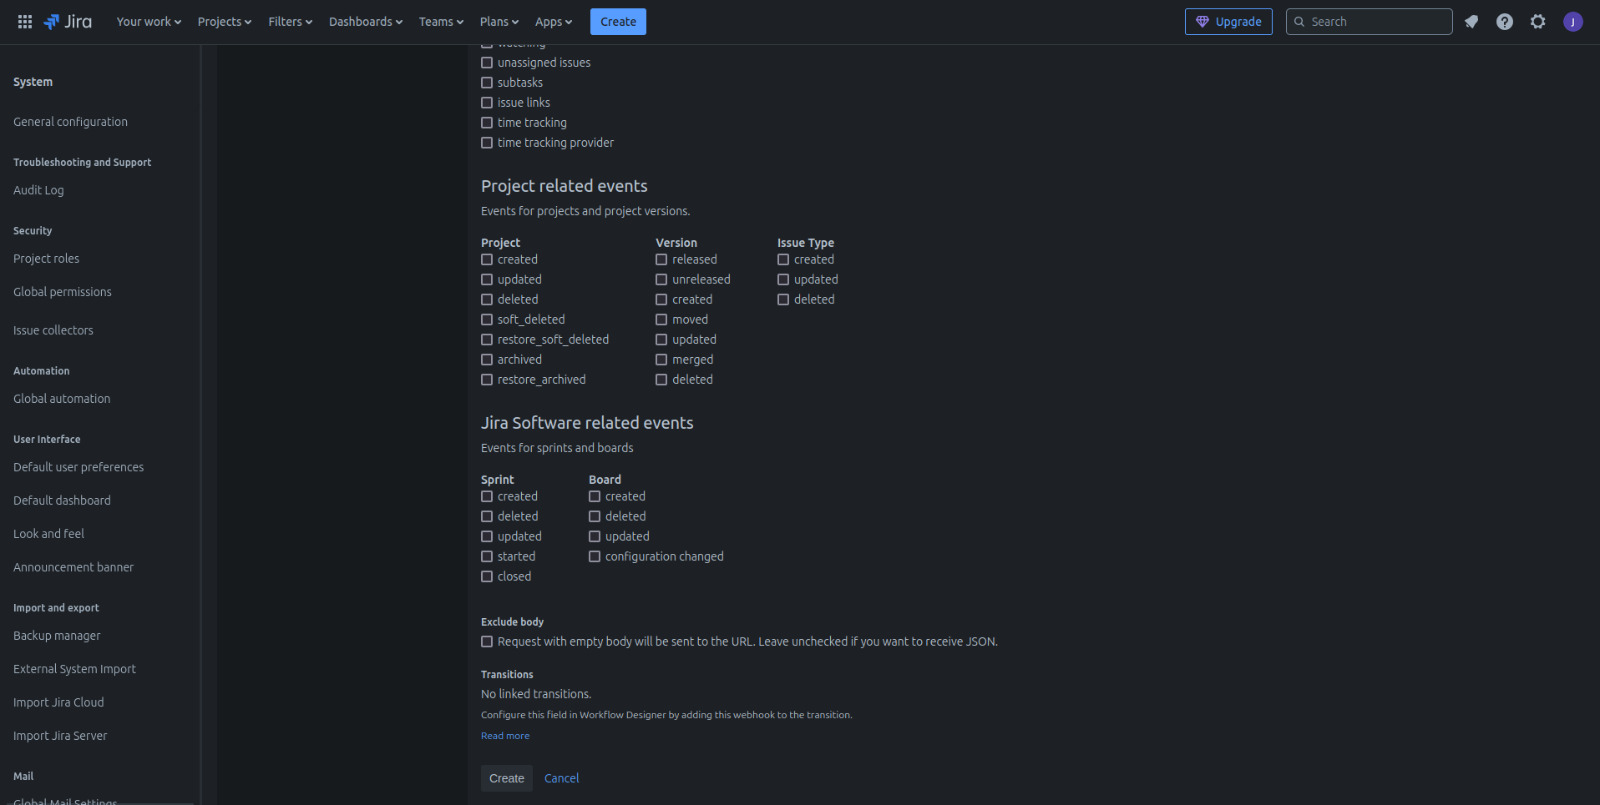 Jira
Your work
Projects
Filters
Dashboards
Teams
Plans
Apps
Create
Upgrade
Search
J
System
General configuration
Troubleshooting and Support
Audit Log
Security
Project roles
Global permissions
Issue collectors
Automation
Global automation
User Interface
Default user preferences
Default dashboard
Look and feel
Announcement banner
Import and export
Backup manager
External System Import
Import Jira Cloud
Import Jira Server
Mail
Global Mail Settings
watching
unassigned issues
subtasks
issue links
time tracking
time tracking provider
Project related events
Events for projects and project versions.
Project
created
updated
deleted
soft_deleted
restore_soft_deleted
archived
restore_archived
Version
released
unreleased
created
moved
updated
merged
deleted
Issue Type
created
updated
deleted
Jira Software related events
Events for sprints and boards
Sprint
created
deleted
updated
started
closed
Board
created
deleted
updated
configuration changed
Exclude body
Request with empty body will be sent to the URL. Leave unchecked if you want to receive JSON.
Transitions
No linked transitions.
Configure this field in Workflow Designer by adding this webhook to the transition.
Read more
Create
Cancel